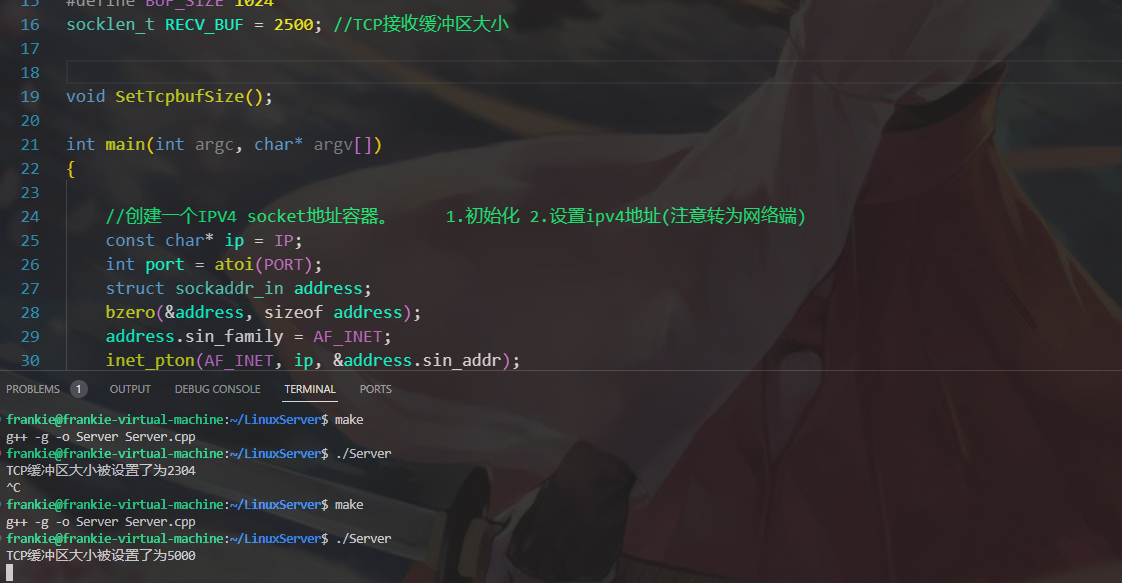 15 #define BUF_SIZE 1024
16 socklen_t RECV_BUF = 2500; //TCP接收缓冲区大小
17
18
19 void SetTcpbufSize();
20
21 int main(int argc, char* argv[])
22 {
23
24 //创建一个IPV4 socket地址容器。 1.初始化 2.设置ipv4地址(注意转为网络端)
25 const char* ip = IP;
26 int port = atoi(PORT);
27 struct sockaddr_in address;
28 bzero(&address, sizeof address);
29 address.sin_family = AF_INET;
30 inet_pton(AF_INET, ip, &address.sin_addr);
PROBLEMS 1 OUTPUT DEBUG CONSOLE TERMINAL PORTS
frankie@frankie-virtual-machine:~/LinuxServer$ make
g++ -g -o Server Server.cpp
frankie@frankie-virtual-machine:~/LinuxServer$ ./Server
TCP缓冲区大小被设置了为2304
^C
frankie@frankie-virtual-machine:~/LinuxServer$ make
g++ -g -o Server Server.cpp
frankie@frankie-virtual-machine:~/LinuxServer$ ./Server
TCP缓冲区大小被设置了为5000